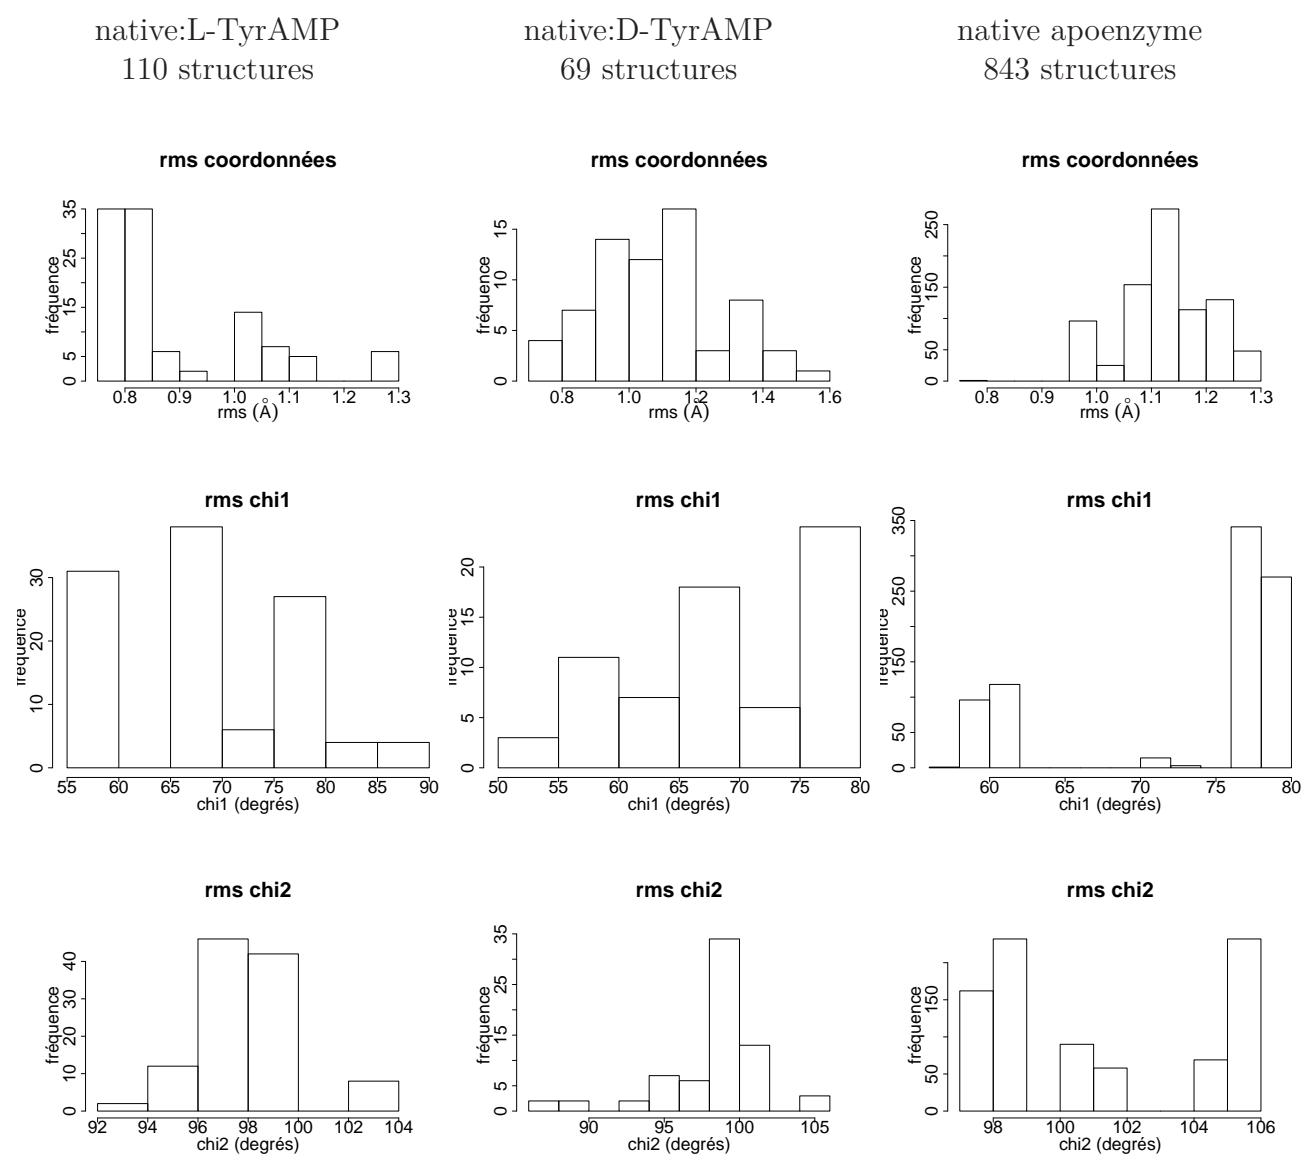 native:L-TyrAMP native:D-TyrAMP native apoenzyme
110 structures 69 structures 843 structures
rms coordonnées rms coordonnées rms coordonnées
fréquence
0 5 15 25 35
0.8 0.9 1.0 1.1 1.2 1.3
rms (Å)
fréquence
0 5 10 15
0.8 1.0 1.2 1.4 1.6
rms (Å)
fréquence
0 50 150 250
0.8 0.9 1.0 1.1 1.2 1.3
rms (Å)
rms chi1 rms chi1 rms chi1
fréquence
0 10 20 30
55 60 65 70 75 80 85 90
chi1 (degrés)
fréquence
0 5 10 15 20
50 55 60 65 70 75 80
chi1 (degrés)
fréquence
0 50 150 250 350
60 65 70 75 80
chi1 (degrés)
rms chi2 rms chi2 rms chi2
fréquence
0 10 20 30 40
92 94 96 98 100 102 104
chi2 (degrés)
fréquence
0 5 15 25 35
90 95 100 105
chi2 (degrés)
fréquence
0 50 150
98 100 102 104 106
chi2 (degrés)